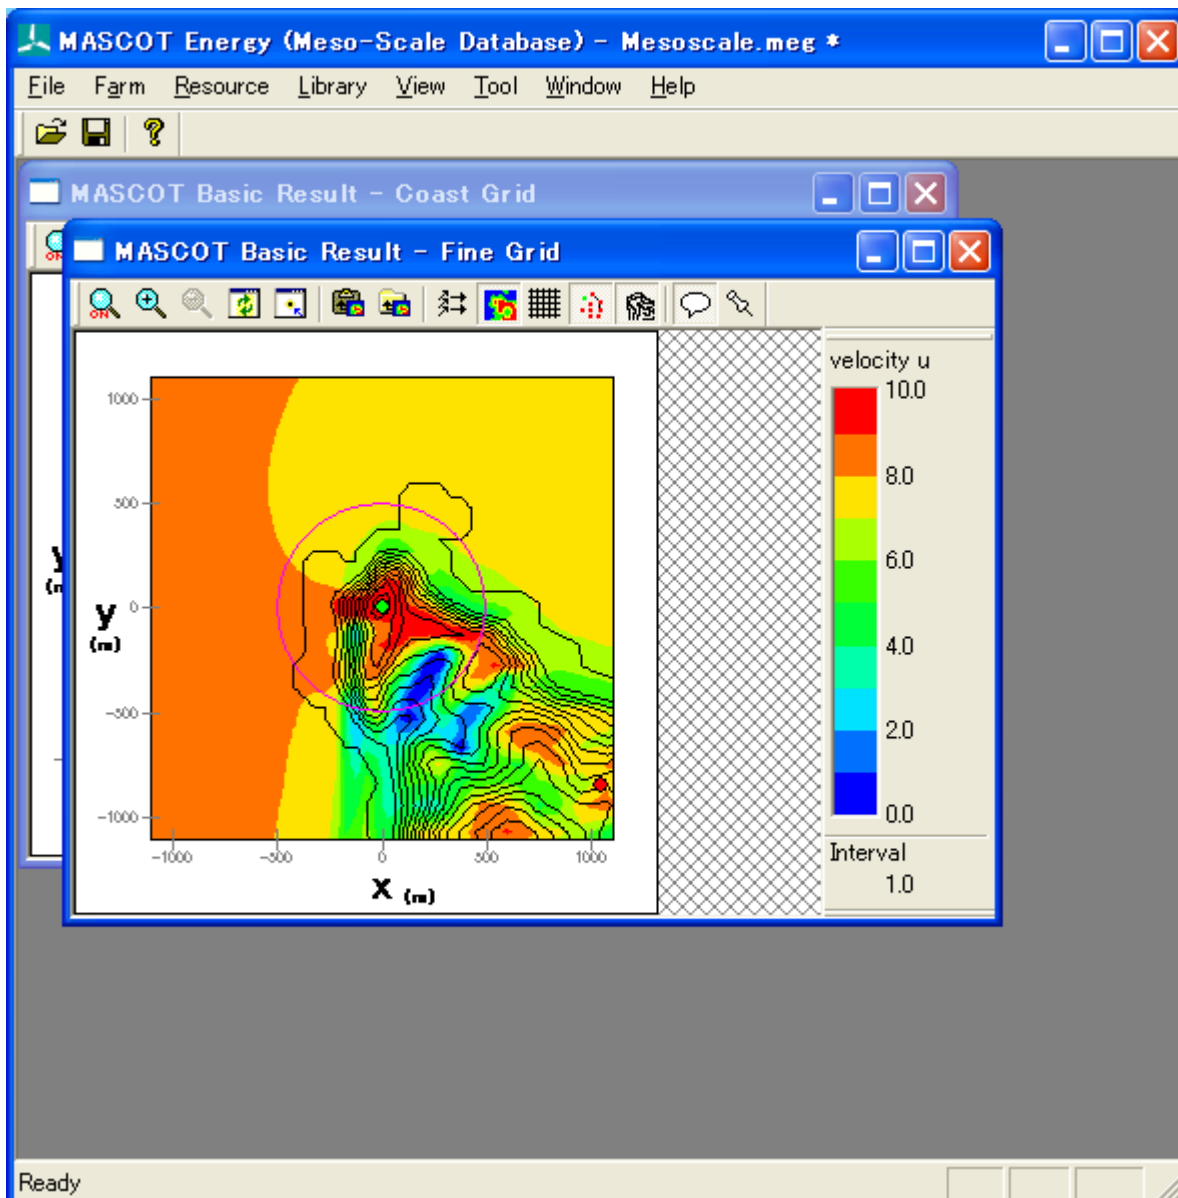 MASCOT Energy (Meso-Scale Database) - Mesoscale.meg *
File Farm Resource Library View Tool Window Help
MASCOT Basic Result - Coast Grid
MASCOT Basic Result - Fine Grid
ON
velocity u
10.0
8.0
6.0
4.0
2.0
0.0
Interval
1.0
1000
500
0
-500
-1000
y
(m)
-1000 -500 0 500 1000
x (m)
Ready